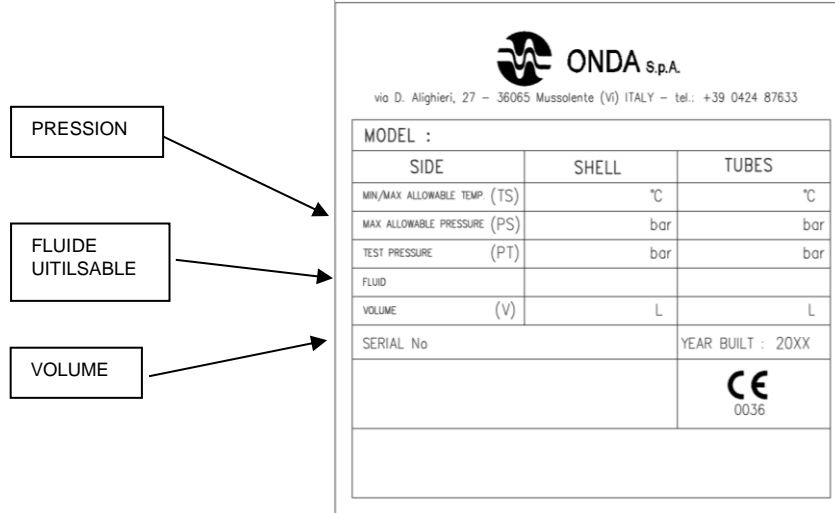 PRESSION
FLUIDE
UITILSABLE
VOLUME
ONDA S.p.A.
via D. Alighieri, 27 – 36065 Mussolente (Vi) ITALY – tel.: +39 0424 87633
MODEL :
SIDE SHELL TUBES
MIN/MAX ALLOWABLE TEMP. (TS) °C °C
MAX ALLOWABLE PRESSURE (PS) bar bar
TEST PRESSURE (PT) bar bar
FLUID
VOLUME (V) L L
SERIAL No YEAR BUILT : 20XX
CE
0036